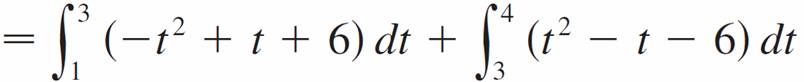 = ∫₁³ (−t² + t + 6) dt + ∫₃⁴ (t² − t − 6) dt